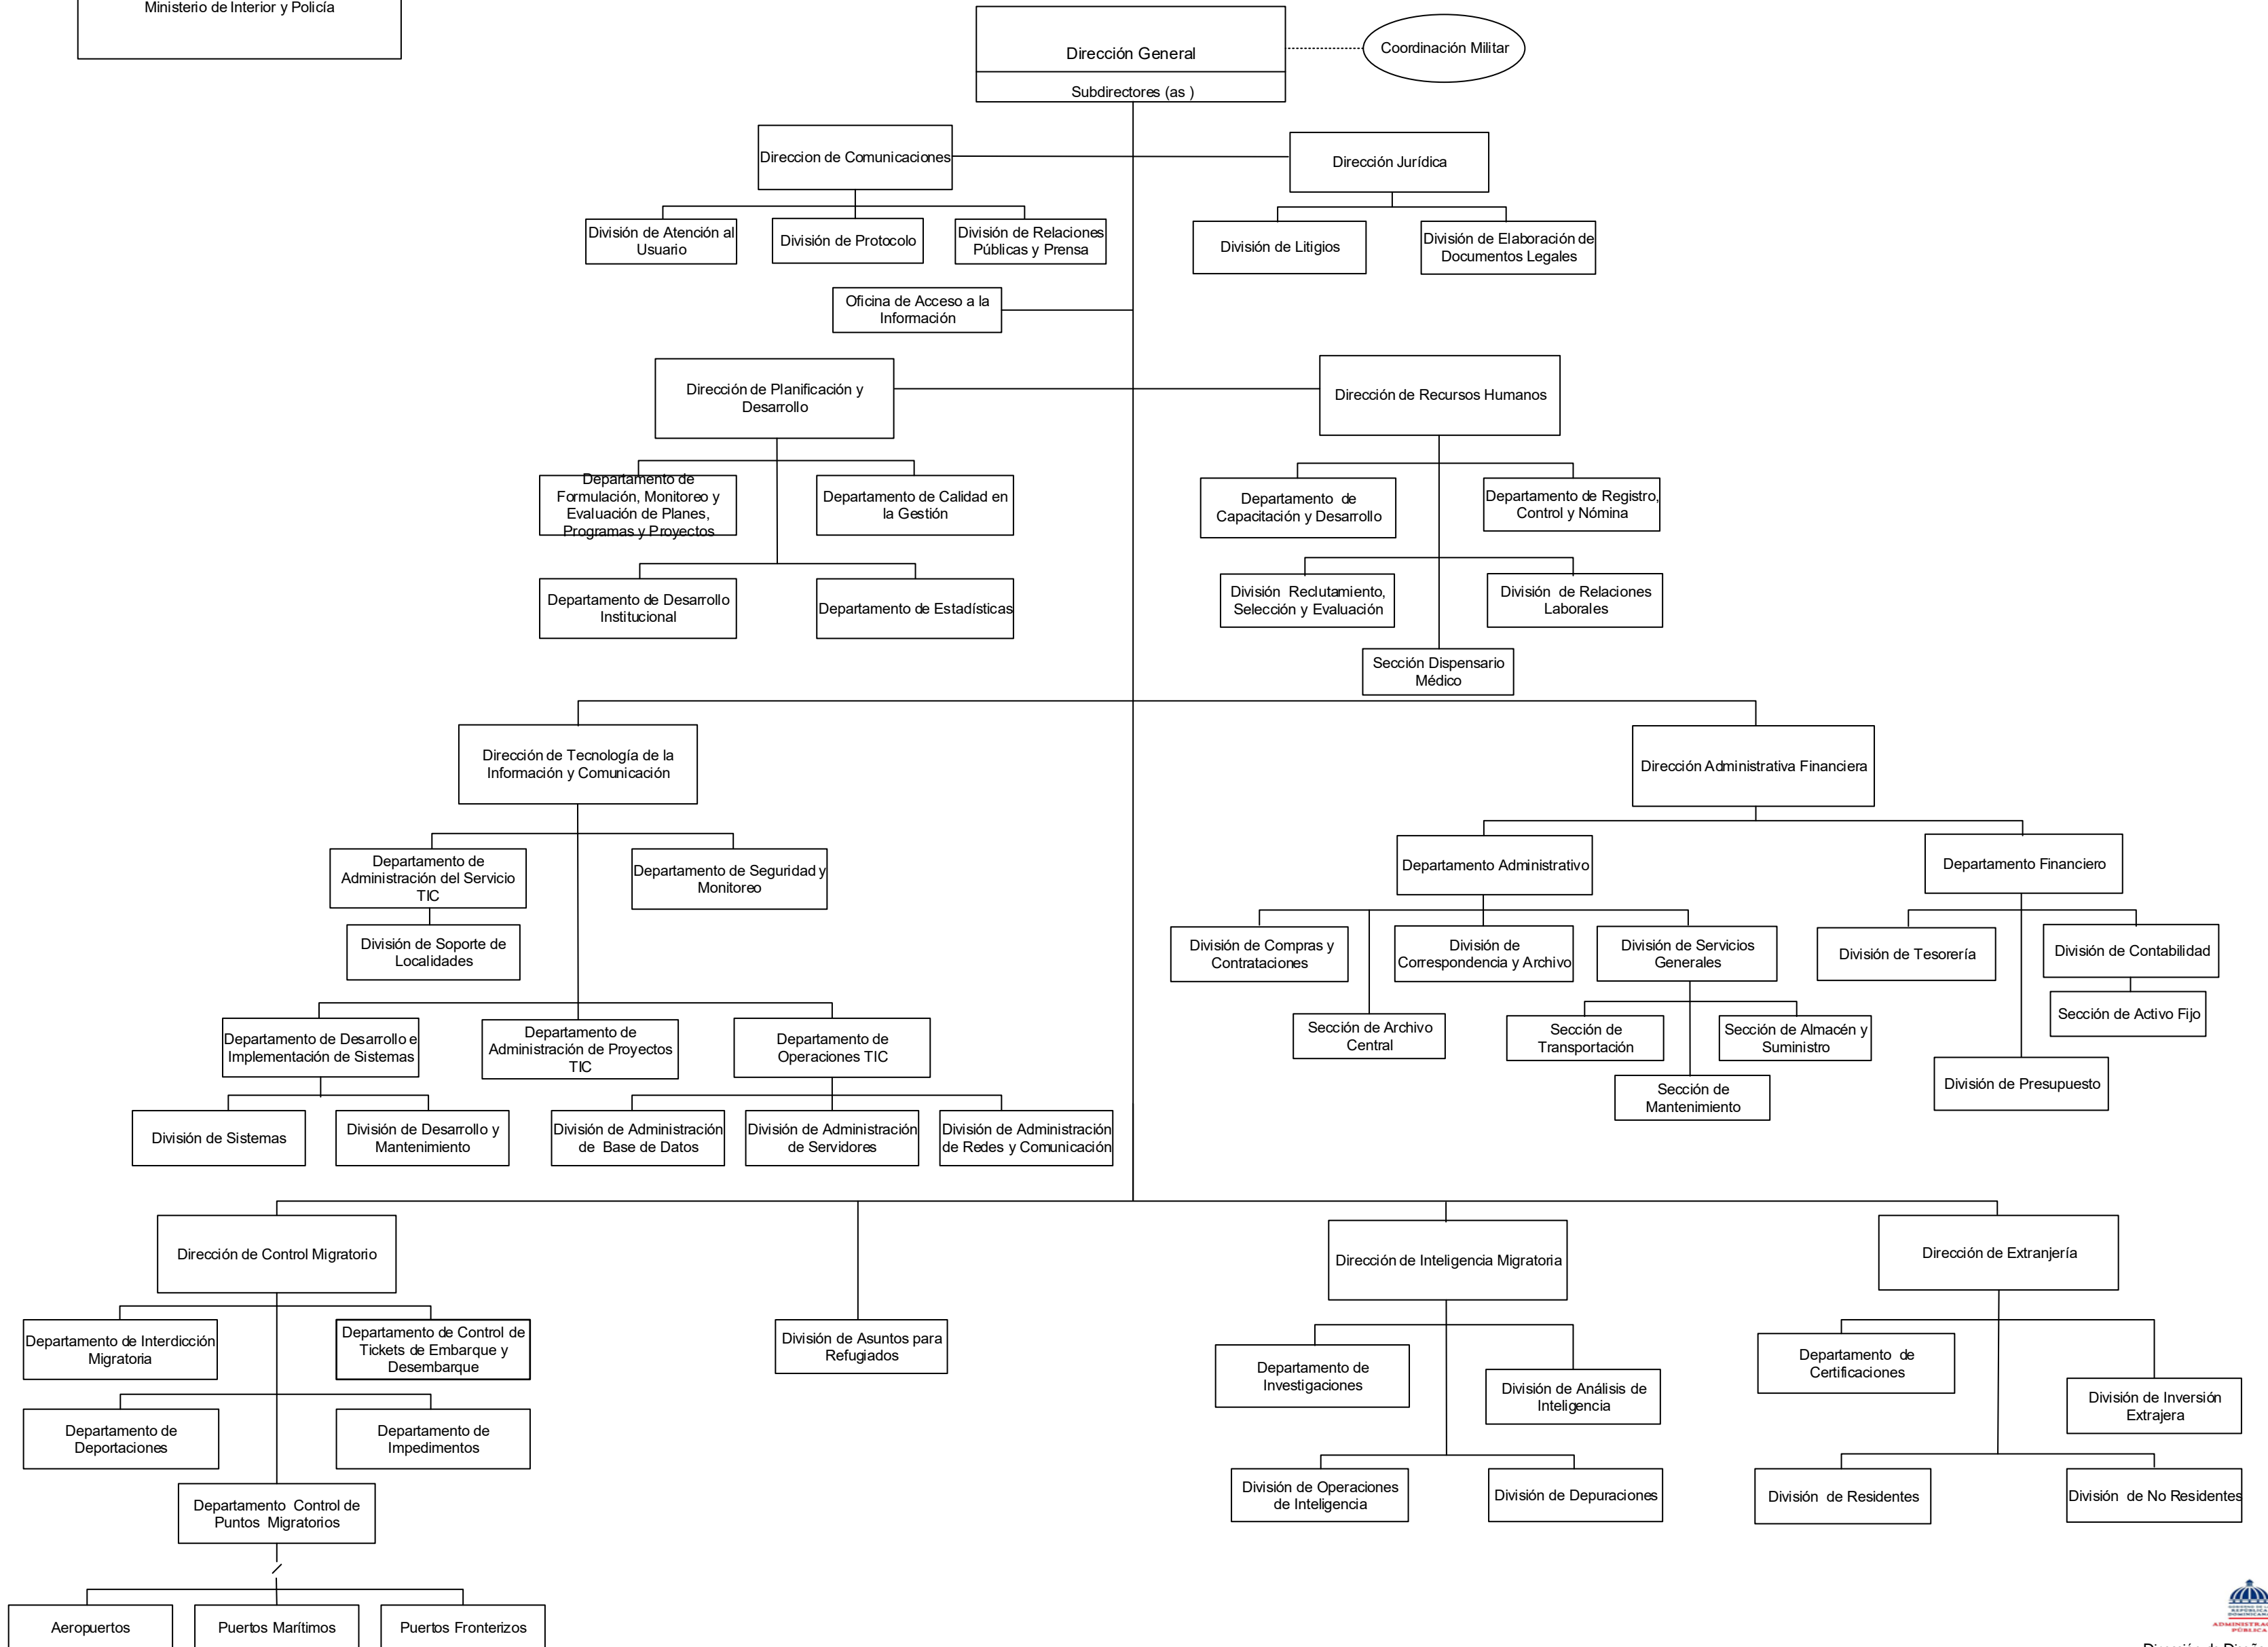 Ministerio de Interior y Policía
Dirección General
Coordinación Militar
Subdirectores (as )
Direccion de Comunicaciones
Dirección Jurídica
División de Atención al
Usuario
División de Protocolo
División de Relaciones
Públicas y Prensa
División de Litigios
División de Elaboración de
Documentos Legales
Oficina de Acceso a la
Información
Dirección de Planificación y
Desarrollo
Dirección de Recursos Humanos
Departamento de
Formulación, Monitoreo y
Evaluación de Planes,
Programas y Proyectos
Departamento de Calidad en
la Gestión
Departamento de
Capacitación y Desarrollo
Departamento de Registro,
Control y Nómina
Departamento de Desarrollo
Institucional
Departamento de Estadísticas
División Reclutamiento,
Selección y Evaluación
División de Relaciones
Laborales
Sección Dispensario
Médico
Dirección de Tecnología de la
Información y Comunicación
Dirección Administrativa Financiera
Departamento de
Administración del Servicio
TIC
Departamento de Seguridad y
Monitoreo
Departamento Administrativo
Departamento Financiero
División de Soporte de
Localidades
División de Compras y
Contrataciones
División de
Correspondencia y Archivo
División de Servicios
Generales
División de Tesorería
División de Contabilidad
Sección de Archivo
Central
Sección de
Transportación
Sección de Almacén y
Suministro
Sección de Activo Fijo
Departamento de Desarrollo e
Implementación de Sistemas
Departamento de
Administración de Proyectos
TIC
Departamento de
Operaciones TIC
Sección de
Mantenimiento
División de Presupuesto
División de Sistemas
División de Desarrollo y
Mantenimiento
División de Administración
de Base de Datos
División de Administración
de Servidores
División de Administración
de Redes y Comunicación
Dirección de Control Migratorio
Dirección de Inteligencia Migratoria
Dirección de Extranjería
Departamento de Interdicción
Migratoria
Departamento de Control de
Tickets de Embarque y
Desembarque
División de Asuntos para
Refugiados
Departamento de
Investigaciones
División de Análisis de
Inteligencia
Departamento de
Certificaciones
División de Inversión
Extrajera
Departamento de
Deportaciones
Departamento de
Impedimentos
División de Operaciones
de Inteligencia
División de Depuraciones
División de Residentes
División de No Residentes
Departamento Control de
Puntos Migratorios
Aeropuertos
Puertos Marítimos
Puertos Fronterizos